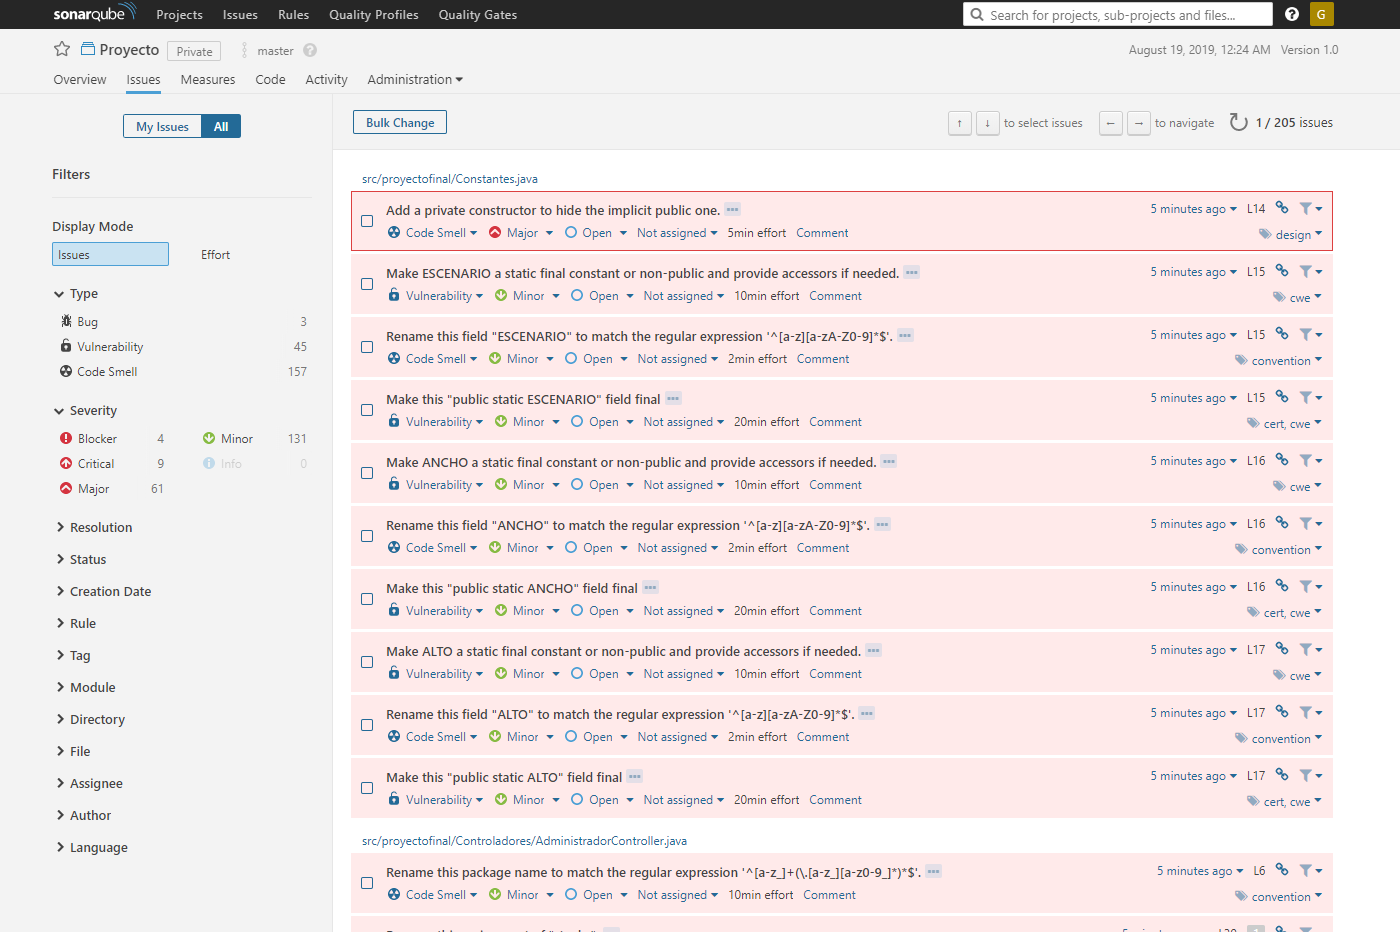 sonarqube Projects Issues Rules Quality Profiles Quality Gates Search for projects, sub-projects and files... ? G
Proyecto Private master ? August 19, 2019, 12:24 AM Version 1.0
Overview Issues Measures Code Activity Administration
My Issues All
Filters
Display Mode
Issues Effort
Type
Bug 3
Vulnerability 45
Code Smell 157
Severity
Blocker 4 Minor 131
Critical 9 Info 0
Major 61
Resolution
Status
Creation Date
Rule
Tag
Module
Directory
File
Assignee
Author
Language
Bulk Change ↑ ↓ to select issues ← → to navigate 1 / 205 issues
src/proyectofinal/Constantes.java
Add a private constructor to hide the implicit public one. 5 minutes ago L14
Code Smell Major Open Not assigned 5min effort Comment design
Make ESCENARIO a static final constant or non-public and provide accessors if needed. 5 minutes ago L15
Vulnerability Minor Open Not assigned 10min effort Comment cwe
Rename this field "ESCENARIO" to match the regular expression '^[a-z][a-zA-Z0-9]*$'. 5 minutes ago L15
Code Smell Minor Open Not assigned 2min effort Comment convention
Make this "public static ESCENARIO" field final 5 minutes ago L15
Vulnerability Minor Open Not assigned 20min effort Comment cert, cwe
Make ANCHO a static final constant or non-public and provide accessors if needed. 5 minutes ago L16
Vulnerability Minor Open Not assigned 10min effort Comment cwe
Rename this field "ANCHO" to match the regular expression '^[a-z][a-zA-Z0-9]*$'. 5 minutes ago L16
Code Smell Minor Open Not assigned 2min effort Comment convention
Make this "public static ANCHO" field final 5 minutes ago L16
Vulnerability Minor Open Not assigned 20min effort Comment cert, cwe
Make ALTO a static final constant or non-public and provide accessors if needed. 5 minutes ago L17
Vulnerability Minor Open Not assigned 10min effort Comment cwe
Rename this field "ALTO" to match the regular expression '^[a-z][a-zA-Z0-9]*$'. 5 minutes ago L17
Code Smell Minor Open Not assigned 2min effort Comment convention
Make this "public static ALTO" field final 5 minutes ago L17
Vulnerability Minor Open Not assigned 20min effort Comment cert, cwe
src/proyectofinal/Controladores/AdministradorController.java
Rename this package name to match the regular expression '^[a-z_]+(\.[a-z_][a-z0-9_]*)*$'. 5 minutes ago L6
Code Smell Minor Open Not assigned 10min effort Comment convention